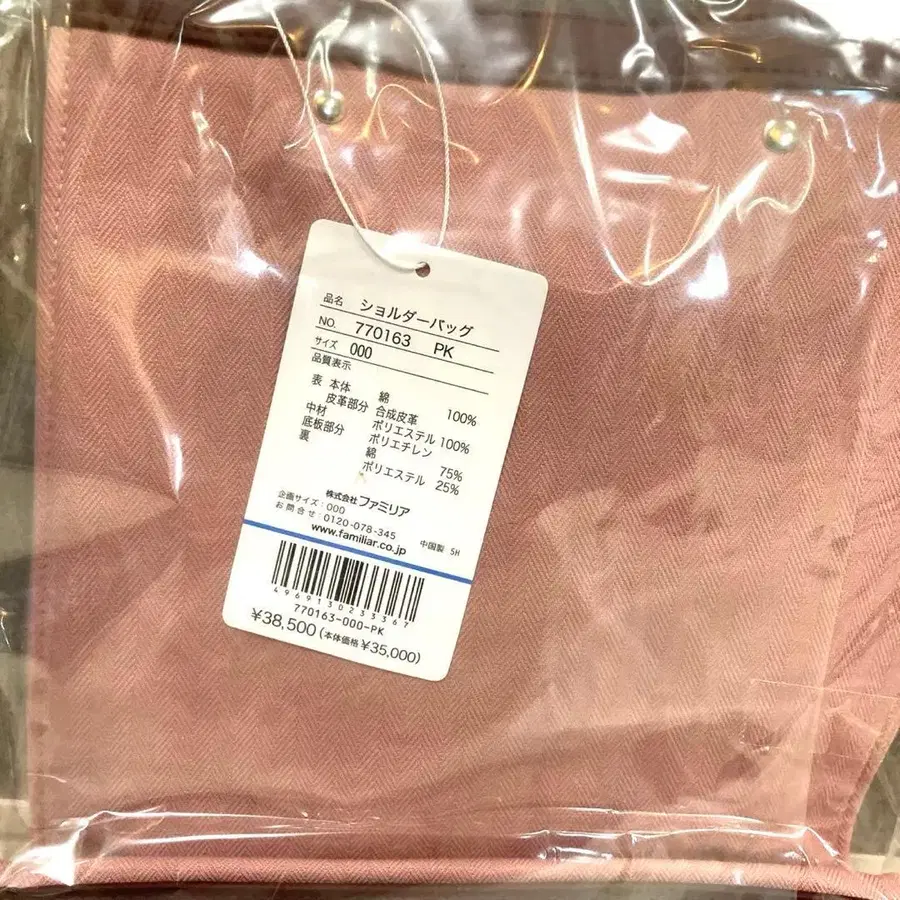 品名 ショルダーバッグ
NO. 770163 PK
サイズ 000
品質表示
表 本体 綿 100%
皮革部分 合成皮革
中材 ポリエステル 100%
底板部分 ポリエチレン
裏 綿 75%
ポリエステル 25%
株式会社 ファミリア
企画サイズ：000
お問合せ：0120-078-345 中国製 SH
www.familiar.co.jp
4969130233367
770163-000-PK
¥38,500（本体価格 ¥35,000）